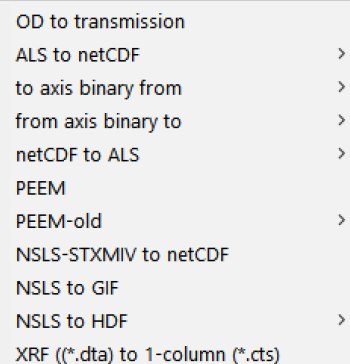 OD to transmission
ALS to netCDF
to axis binary from
from axis binary to
netCDF to ALS
PEEM
PEEM-old
NSLS-STXMIV to netCDF
NSLS to GIF
NSLS to HDF
XRF ((*.dta) to 1-column (*.cts)